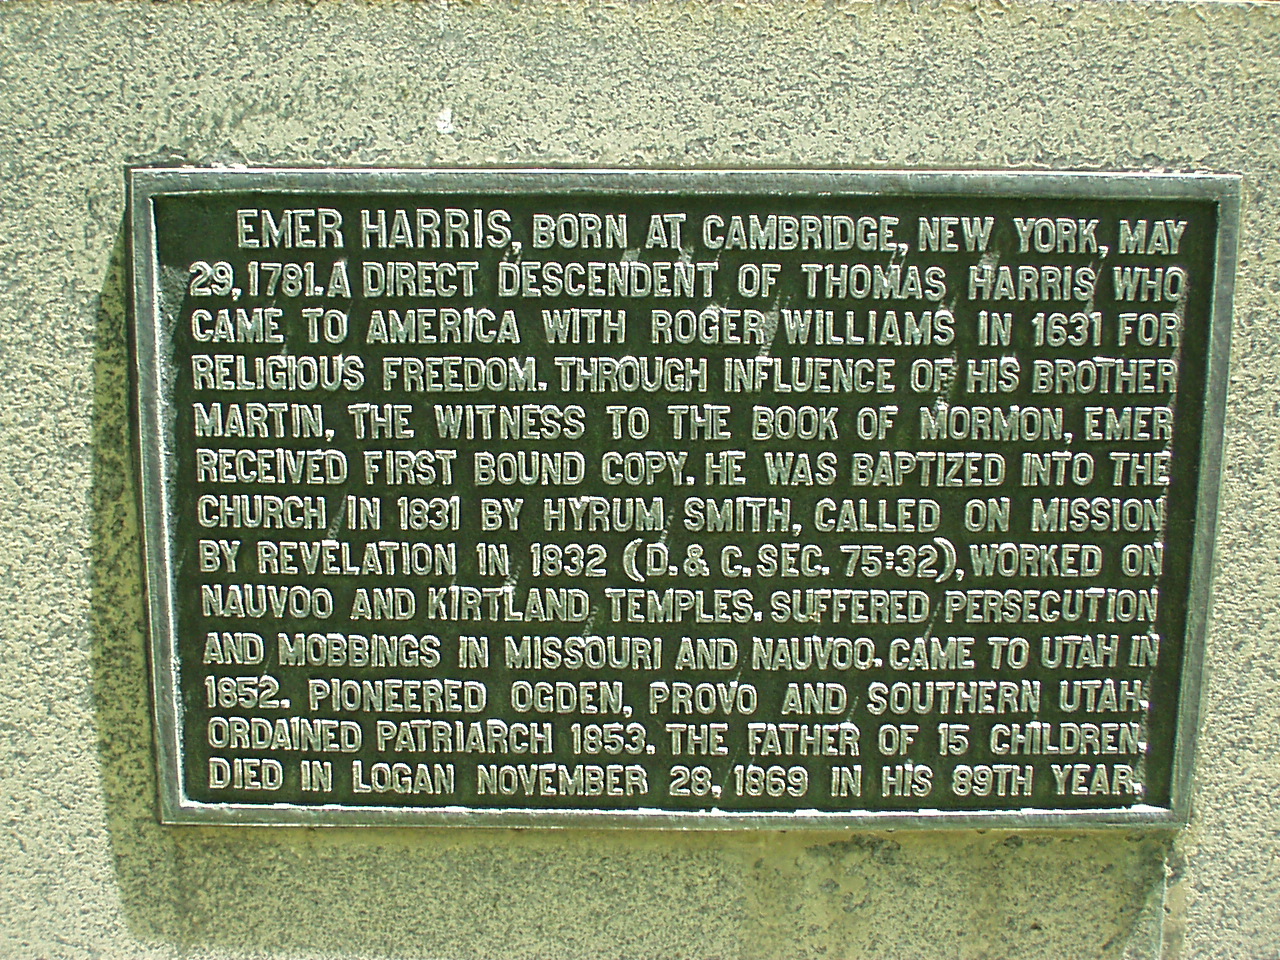 EMER HARRIS, BORN AT CAMBRIDGE, NEW YORK, MAY
29, 1781. A DIRECT DESCENDENT OF THOMAS HARRIS WHO
CAME TO AMERICA WITH ROGER WILLIAMS IN 1631 FOR
RELIGIOUS FREEDOM. THROUGH INFLUENCE OF HIS BROTHER
MARTIN, THE WITNESS TO THE BOOK OF MORMON, EMER
RECEIVED FIRST BOUND COPY. HE WAS BAPTIZED INTO THE
CHURCH IN 1831 BY HYRUM SMITH, CALLED ON MISSION
BY REVELATION IN 1832 (D. & C. SEC. 75:32), WORKED ON
NAUVOO AND KIRTLAND TEMPLES. SUFFERED PERSECUTION
AND MOBBINGS IN MISSOURI AND NAUVOO. CAME TO UTAH IN
1852. PIONEERED OGDEN, PROVO AND SOUTHERN UTAH.
ORDAINED PATRIARCH 1853. THE FATHER OF 15 CHILDREN.
DIED IN LOGAN NOVEMBER 28, 1869 IN HIS 89TH YEAR.